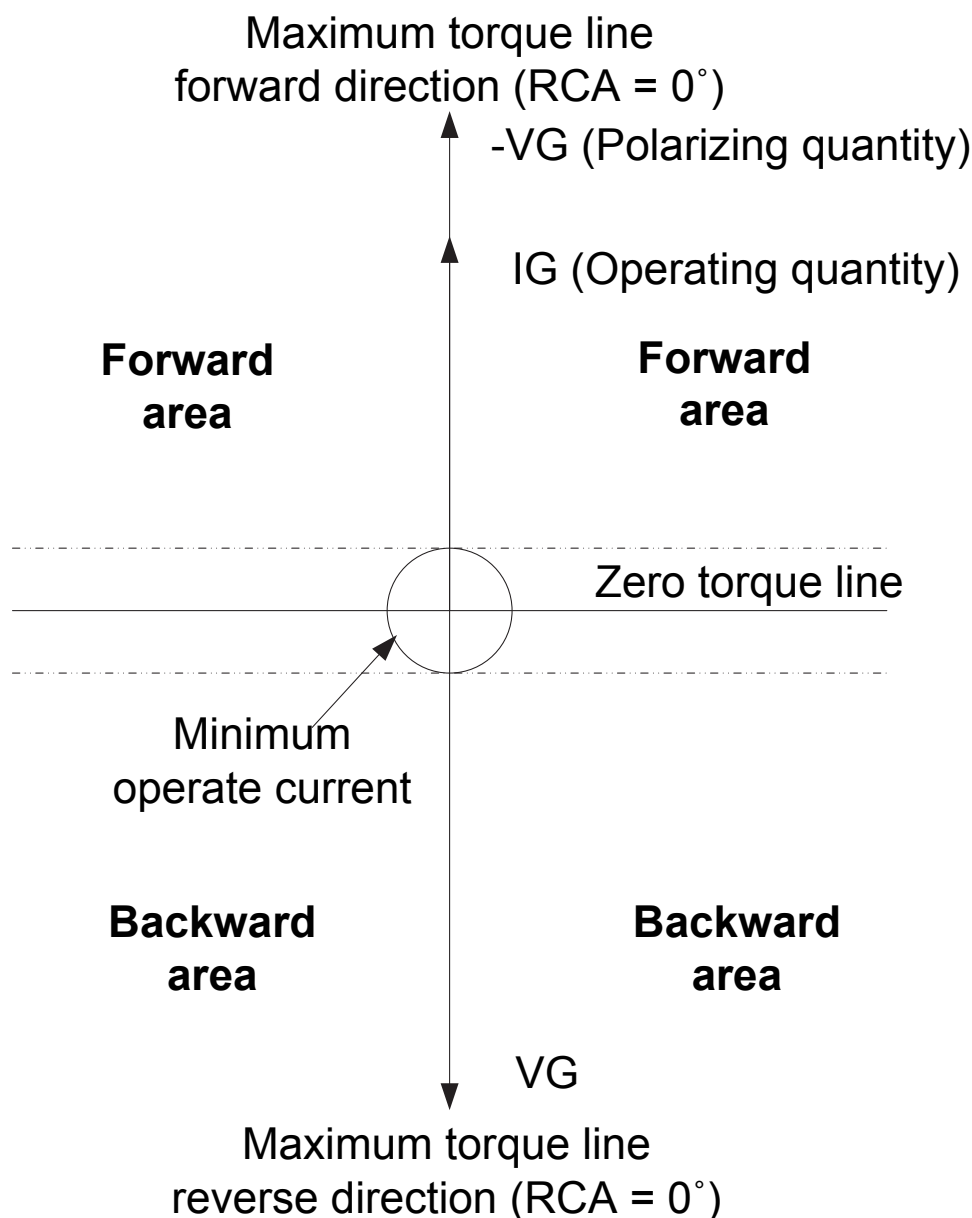 Maximum torque line
forward direction (RCA = 0˚)
-VG (Polarizing quantity)
IG (Operating quantity)
Forward
area
Forward
area
Zero torque line
Minimum
operate current
Backward
area
Backward
area
VG
Maximum torque line
reverse direction (RCA = 0˚)